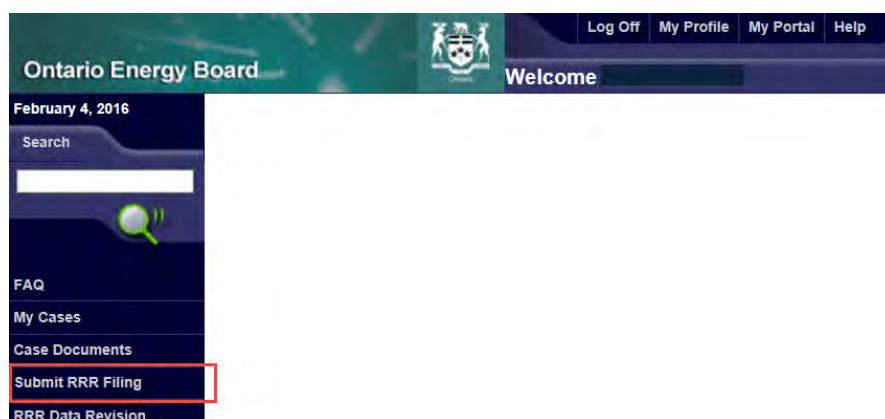 Log Off My Profile My Portal Help
Ontario Energy Board
Welcome
February 4, 2016
Search
FAQ
My Cases
Case Documents
Submit RRR Filing
RRR Data Revision